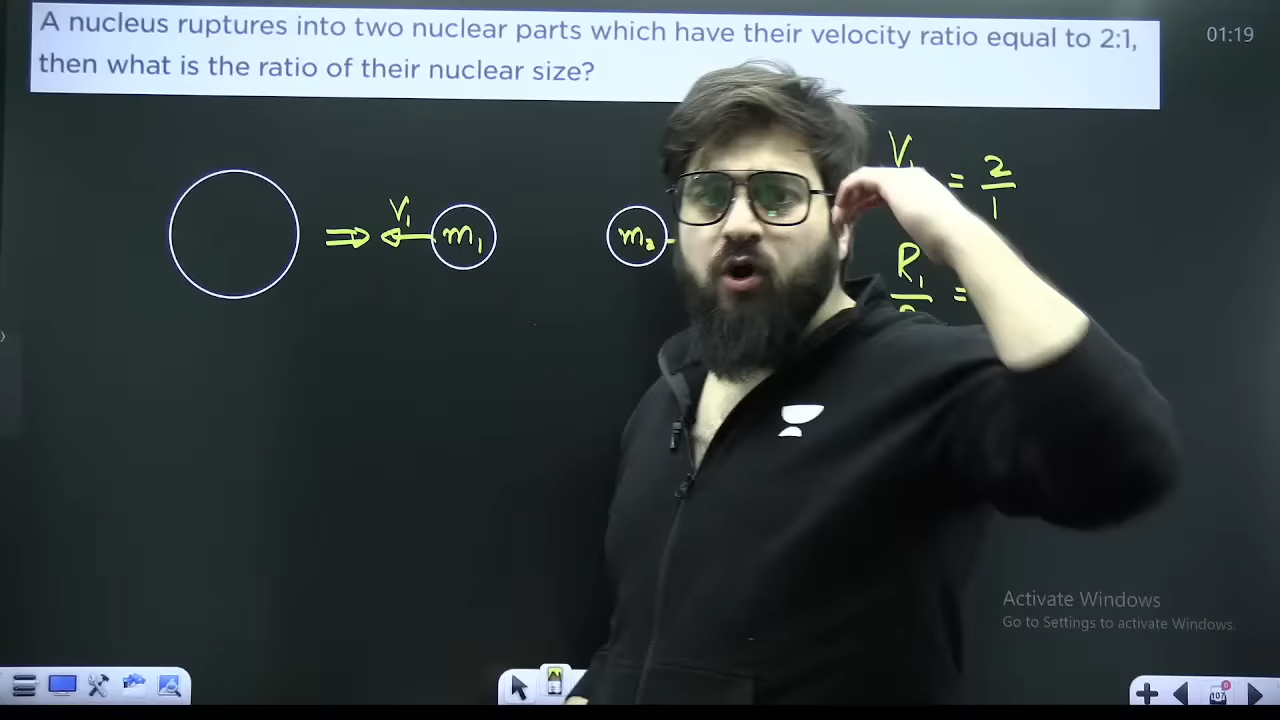 A nucleus ruptures into two nuclear parts which have their velocity ratio equal to 2:1,
then what is the ratio of their nuclear size?
01:19
V₁
= 2/1
V₁
m₁
m₂
R₁
=
Activate Windows
Go to Settings to activate Windows.
107